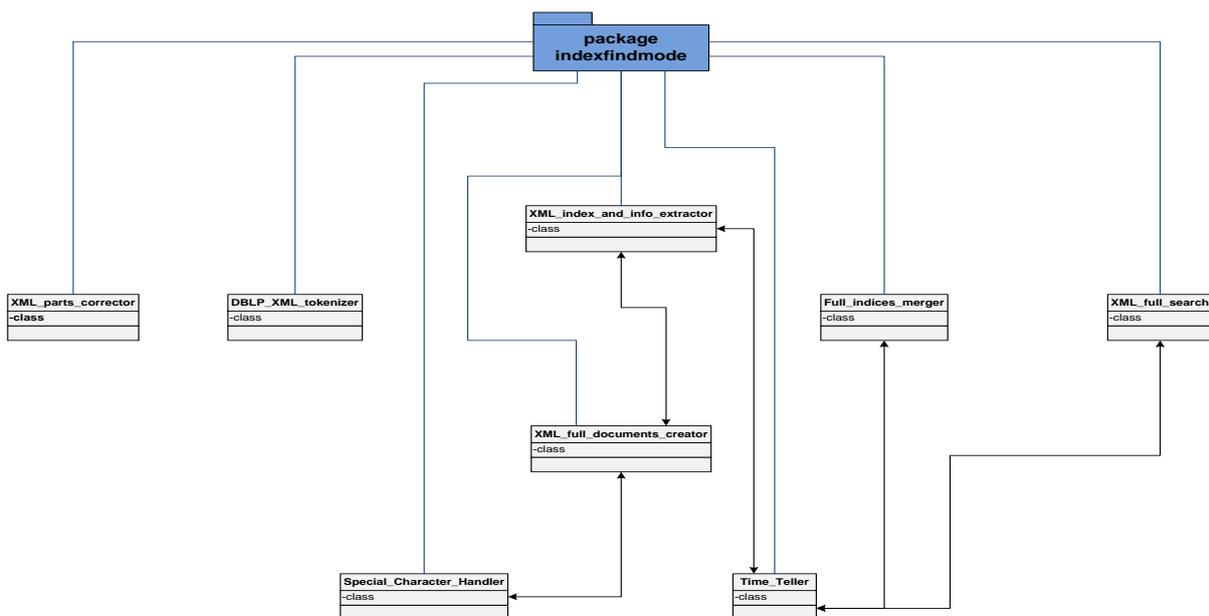 package
indexfindmode
XML_index_and_info_extractor
-class
XML_parts_corrector
-class
DBLP_XML_tokenizer
-class
Full_indices_merger
-class
XML_full_search
-class
XML_full_documents_creator
-class
Special_Character_Handler
-class
Time_Teller
-class